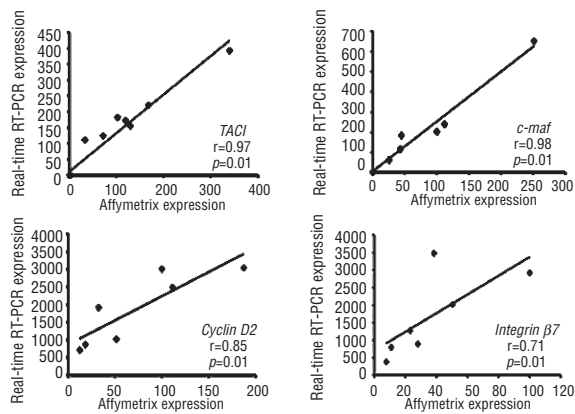 Real-time RT-PCR expression
450
400
350
300
250
200
150
100
50
0
0
100
200
300
400
Affymetrix expression
TACI
r=0.97
p=0.01
Real-time RT-PCR expression
700
600
400
300
200
100
0
0
50
100
150
200
250
300
Affymetrix expression
c-maf
r=0.98
p=0.01
Real-time RT-PCR expression
4000
3500
3000
2500
2000
1500
1000
500
0
0
50
100
150
200
Affymetrix expression
Cyclin D2
r=0.85
p=0.01
Real-time RT-PCR expression
4000
3500
3000
2500
2000
1500
1000
500
0
0
20
40
60
80
100
120
Affymetrix expression
Integrin β7
r=0.71
p=0.01